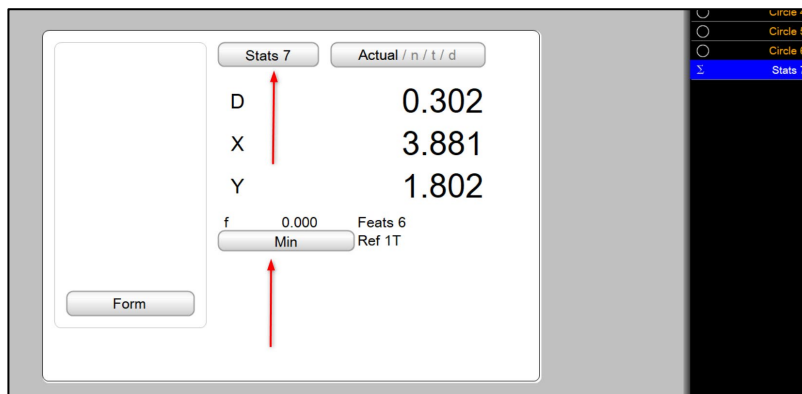 Stats 7
Actual / n / t / d
D 0.302
X 3.881
Y 1.802
f 0.000 Feats 6
Min Ref 1T
Form
Circle
Circle
Circle
Σ Stats